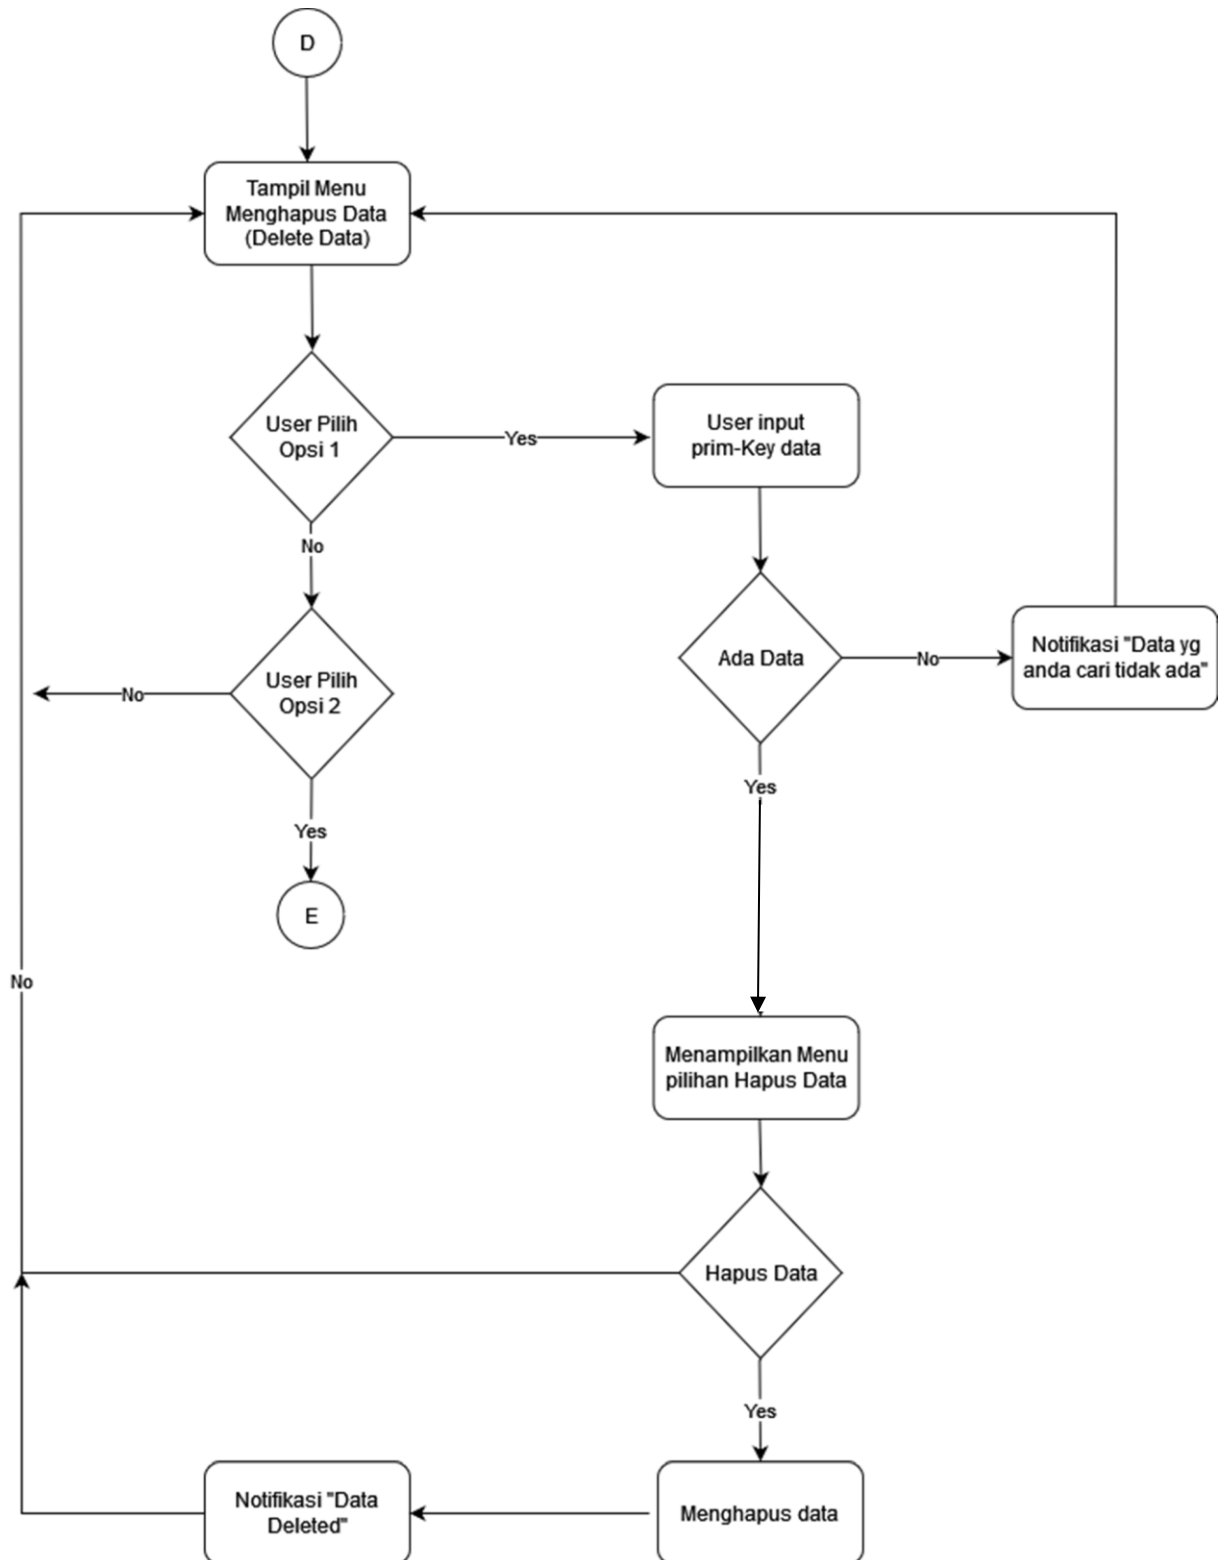 D
Tampil Menu
Menghapus Data
(Delete Data)
User Pilih
Opsi 1
Yes
User input
prim-Key data
No
Ada Data
No
Notifikasi "Data yg
anda cari tidak ada"
User Pilih
Opsi 2
No
Yes
Yes
E
No
Menampilkan Menu
pilihan Hapus Data
Hapus Data
Yes
Menghapus data
Notifikasi "Data
Deleted"